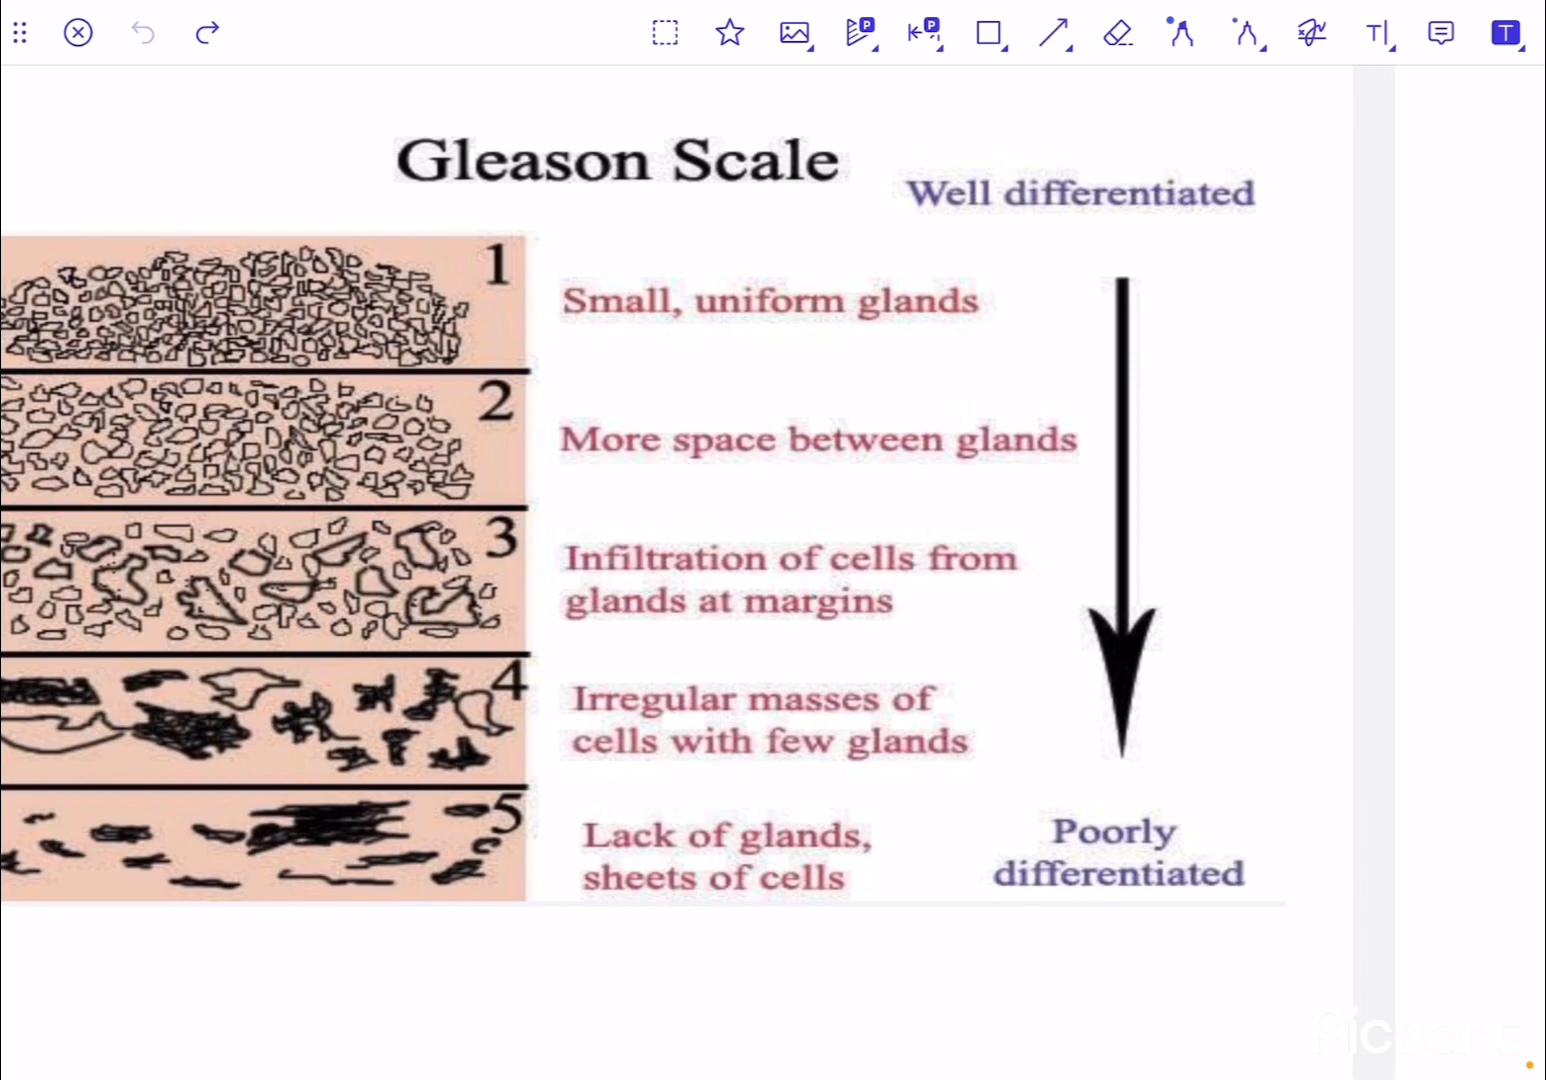 Gleason Scale
Well differentiated
1
Small, uniform glands
2
More space between glands
3
Infiltration of cells from
glands at margins
4
Irregular masses of
cells with few glands
5
Lack of glands,
sheets of cells
Poorly
differentiated